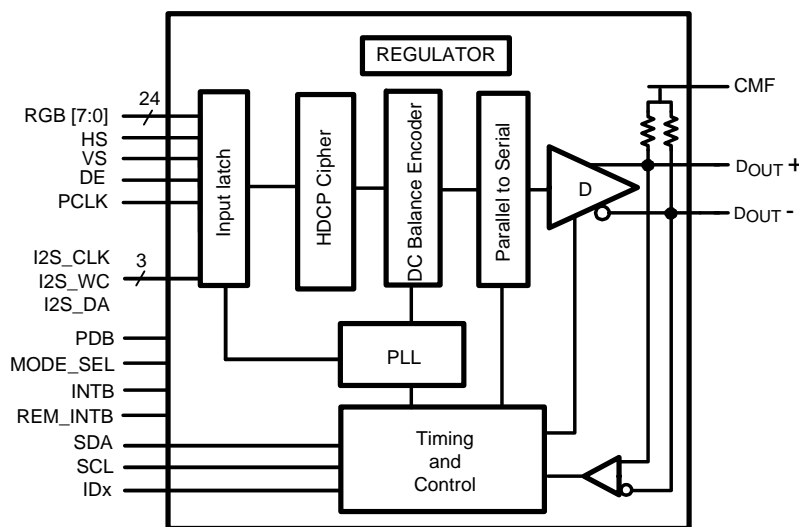 REGULATOR
CMF
RGB [7:0]
24
HS
VS
DE
PCLK
Input latch
HDCP Cipher
DC Balance Encoder
Parallel to Serial
D
DOUT +
DOUT -
I2S_CLK
3
I2S_WC
I2S_DA
PDB
MODE_SEL
INTB
REM_INTB
SDA
SCL
IDx
PLL
Timing
and
Control